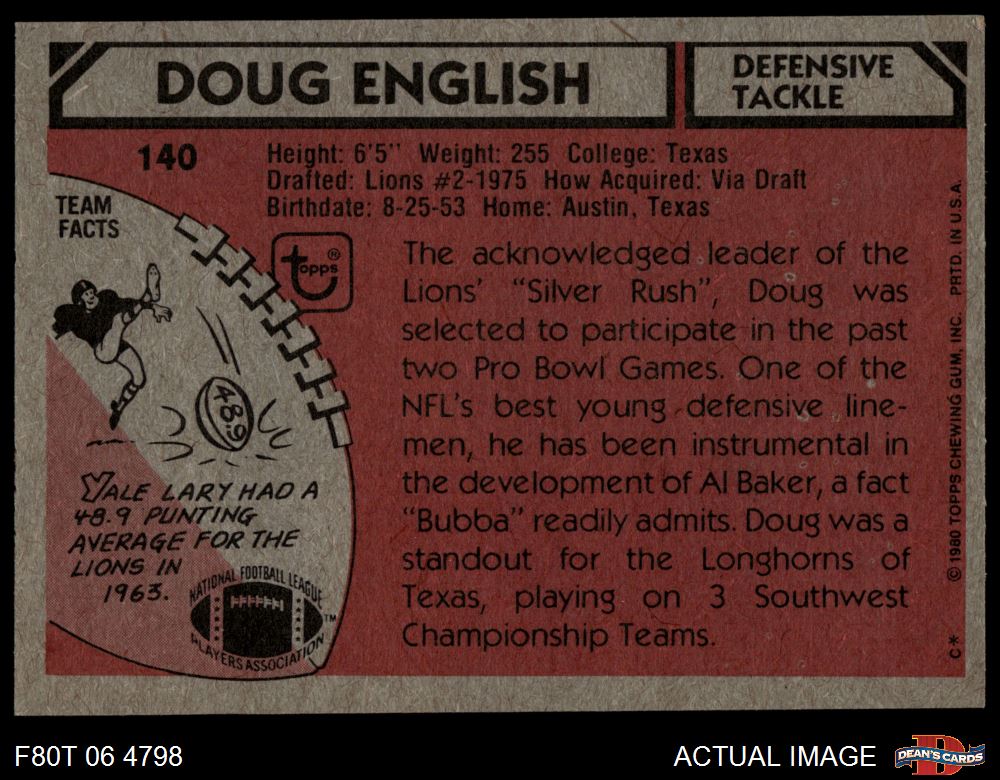 DOUG ENGLISH
DEFENSIVE
TACKLE
140
Height: 6'5" Weight: 255 College: Texas
Drafted: Lions #2-1975 How Acquired: Via Draft
Birthdate: 8-25-53 Home: Austin, Texas
TEAM
FACTS
topps®
48.9
YALE LARY HAD A
48.9 PUNTING
AVERAGE FOR THE
LIONS IN
1963.
NATIONAL FOOTBALL LEAGUE
PLAYERS ASSOCIATION
TM
The acknowledged leader of the
Lions' "Silver Rush", Doug was
selected to participate in the past
two Pro Bowl Games. One of the
NFL's best young defensive line-
men, he has been instrumental in
the development of Al Baker, a fact
"Bubba" readily admits. Doug was a
standout for the Longhorns of
Texas, playing on 3 Southwest
Championship Teams.
C* © 1980 TOPPS CHEWING GUM, INC. PRTD. IN U.S.A.
F80T 06 4798
ACTUAL IMAGE
D
DEAN'S CARDS